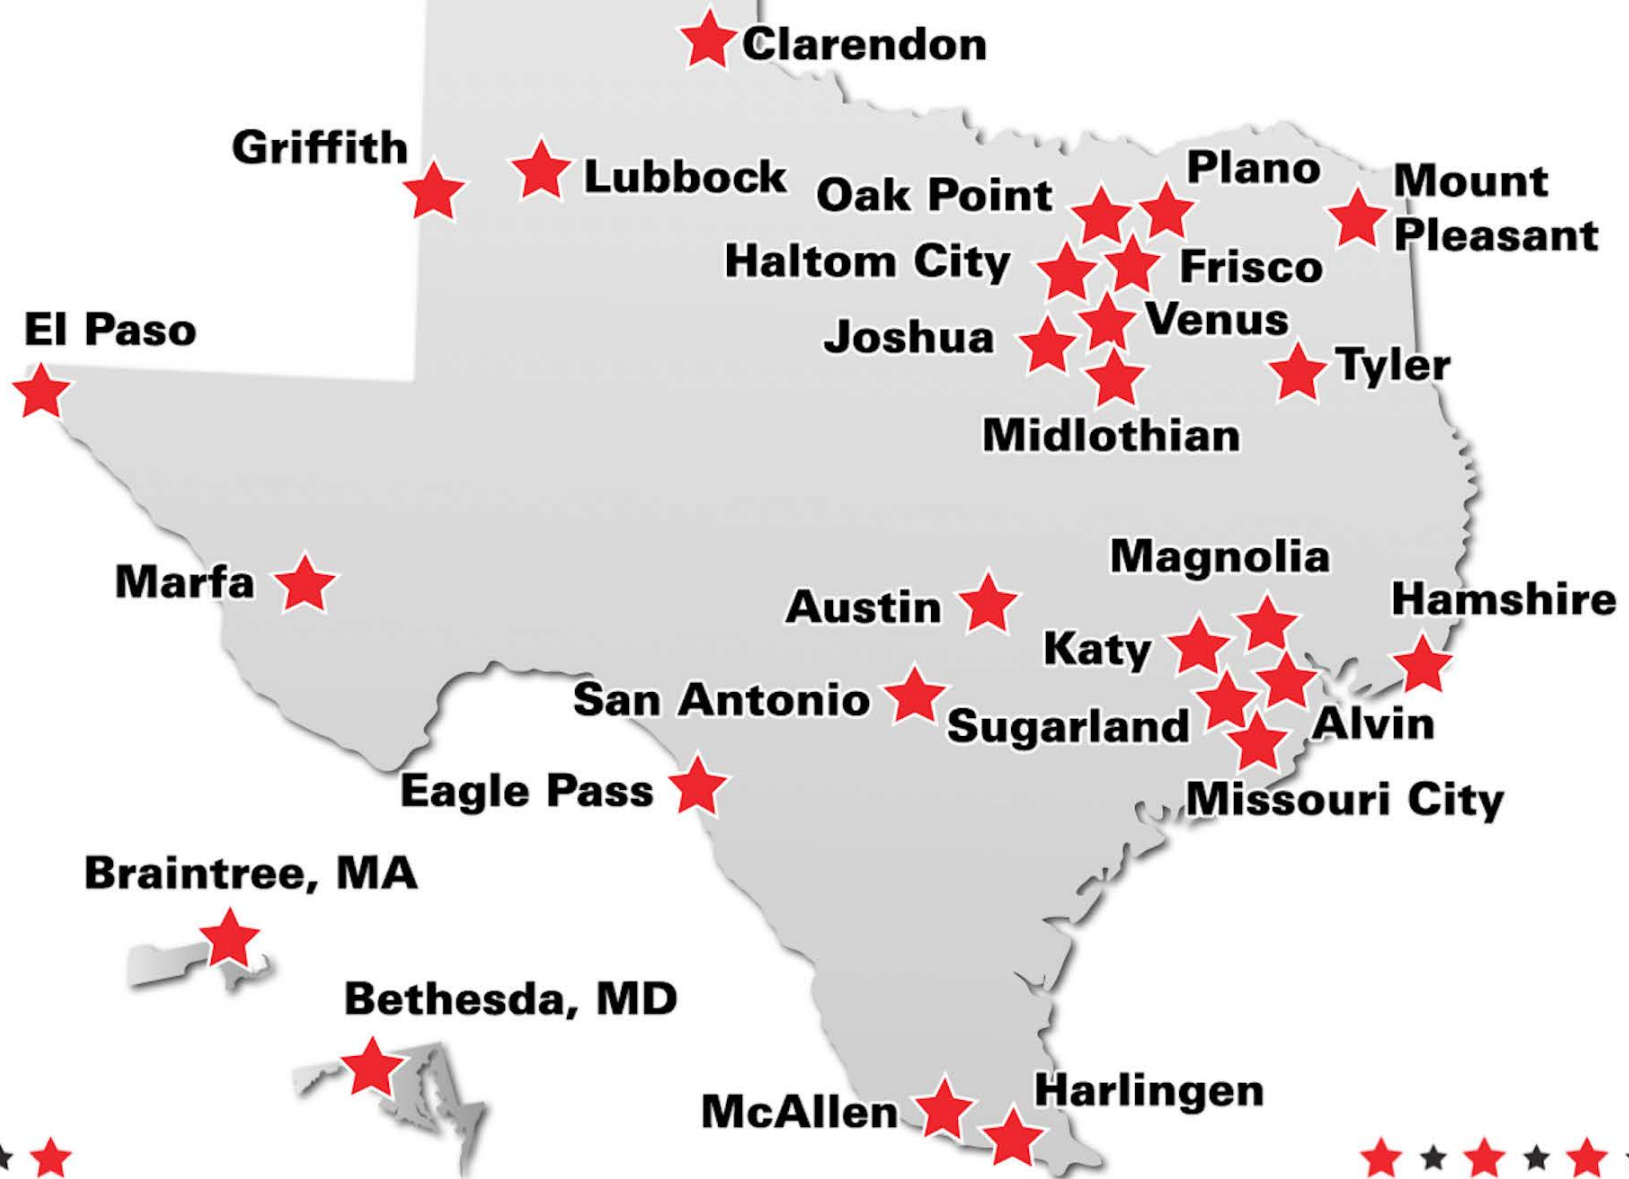 Clarendon
Griffith
Lubbock
Plano
Mount
Pleasant
Oak Point
Haltom City
Frisco
El Paso
Joshua
Venus
Tyler
Midlothian
Magnolia
Marfa
Austin
Hamshire
Katy
San Antonio
Sugarland
Alvin
Eagle Pass
Missouri City
Braintree, MA
Bethesda, MD
McAllen
Harlingen